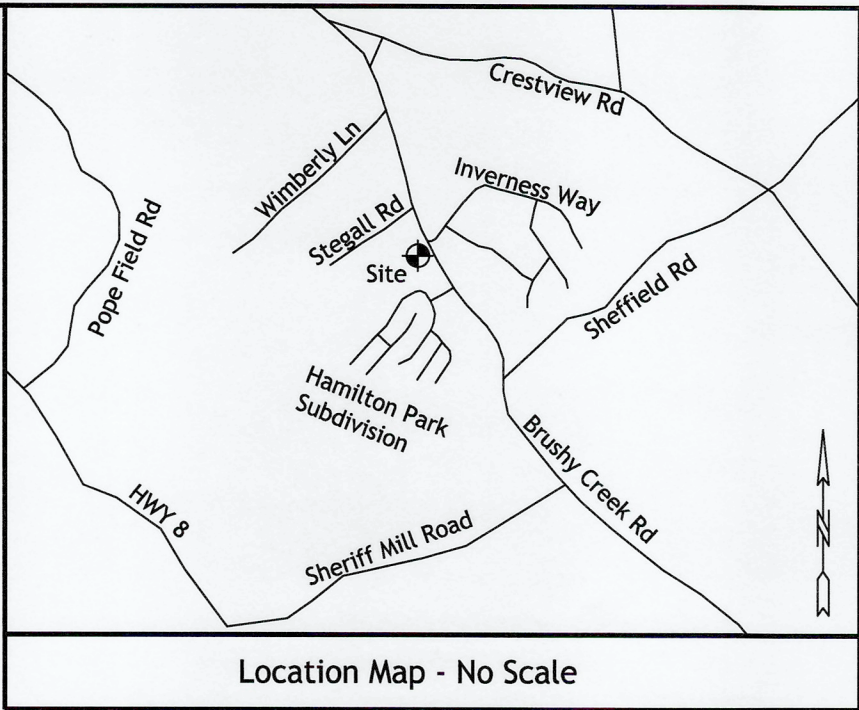 Crestview Rd
Wimberly Ln
Inverness Way
Stegall Rd
Pope Field Rd
Site
Sheffield Rd
Hamilton Park
Subdivision
Brushy Creek Rd
HWY 8
Sheriff Mill Road
N
Location Map - No Scale